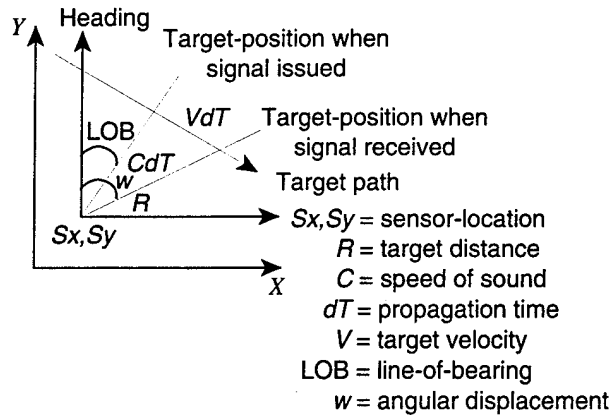 Y
Heading
Target-position when
signal issued
VdT
LOB
Target-position when
signal received
CdT
w
R
Target path
Sx,Sy
X
Sx,Sy = sensor-location
R = target distance
C = speed of sound
dT = propagation time
V = target velocity
LOB = line-of-bearing
w = angular displacement